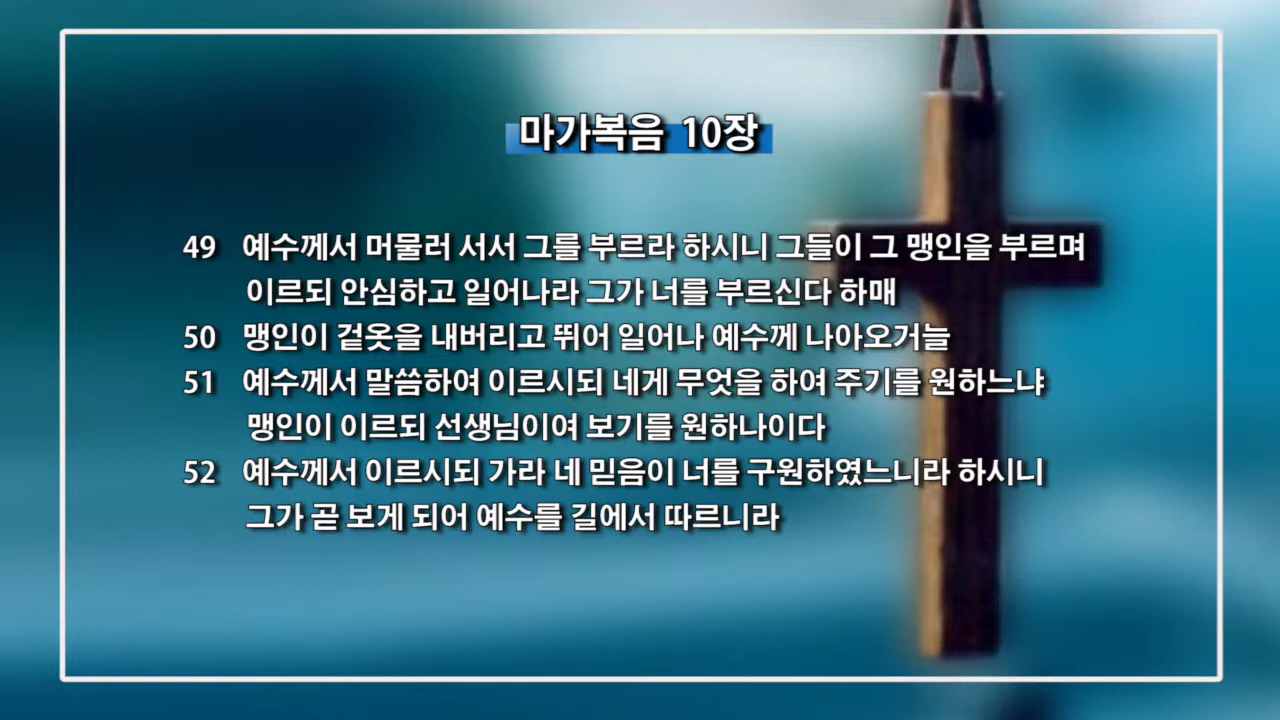 마가복음 10장
49 예수께서 머물러 서서 그를 부르라 하시니 그들이 그 맹인을 부르며
이르되 안심하고 일어나라 그가 너를 부르신다 하매
50 맹인이 겉옷을 내버리고 뛰어 일어나 예수께 나아오거늘
51 예수께서 말씀하여 이르시되 네게 무엇을 하여 주기를 원하느냐
맹인이 이르되 선생님이여 보기를 원하나이다
52 예수께서 이르시되 가라 네 믿음이 너를 구원하였느니라 하시니
그가 곧 보게 되어 예수를 길에서 따르니라